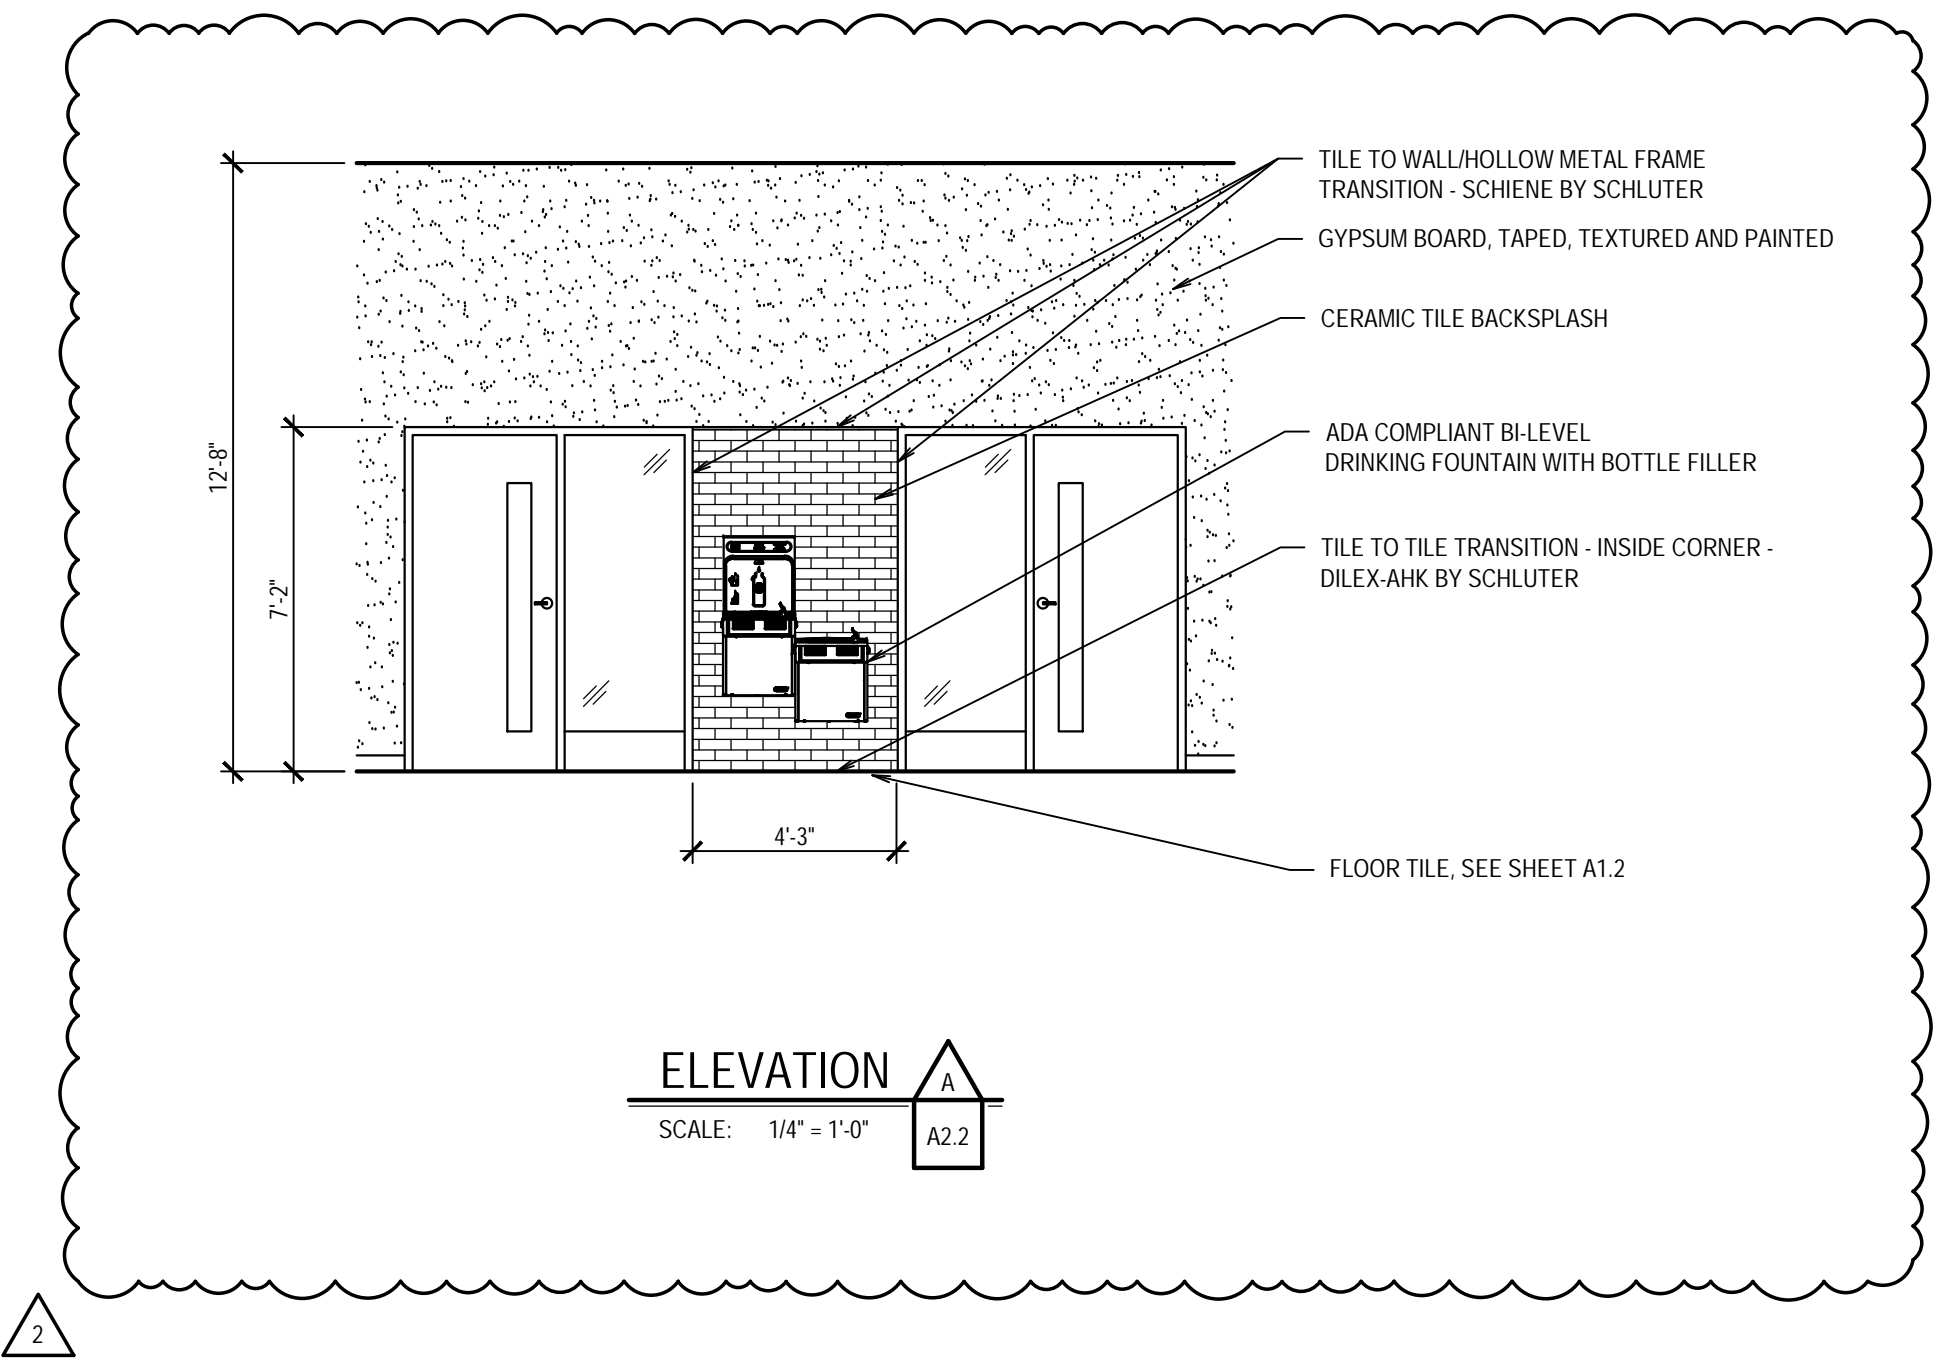 TILE TO WALL/HOLLOW METAL FRAME
TRANSITION - SCHIENE BY SCHLUTER
GYPSUM BOARD, TAPED, TEXTURED AND PAINTED
CERAMIC TILE BACKSPLASH
12'-8"
7'-2"
ADA COMPLIANT BI-LEVEL
DRINKING FOUNTAIN WITH BOTTLE FILLER
TILE TO TILE TRANSITION - INSIDE CORNER -
DILEX-AHK BY SCHLUTER
4'-3"
FLOOR TILE, SEE SHEET A1.2
ELEVATION
A
SCALE: 1/4" = 1'-0"
A2.2
2